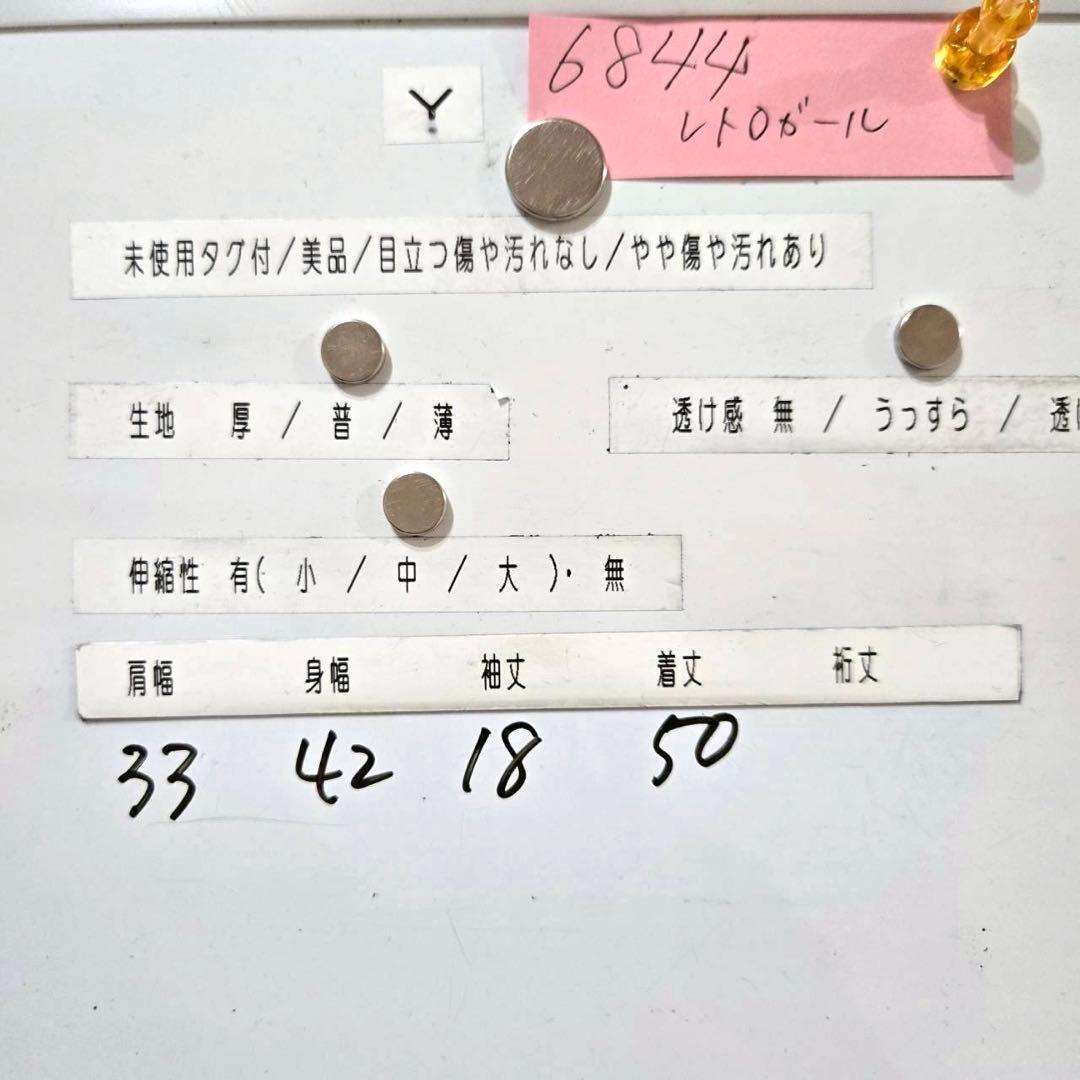 Y
6844
レトロガール
未使用タグ付/美品/目立つ傷や汚れなし/やや傷や汚れあり
生地 厚 / 普 / 薄
透け感 無 / うっすら / 透け
伸縮性 有( 小 / 中 / 大 )・ 無
肩幅 身幅 袖丈 着丈 裄丈
33 42 18 50